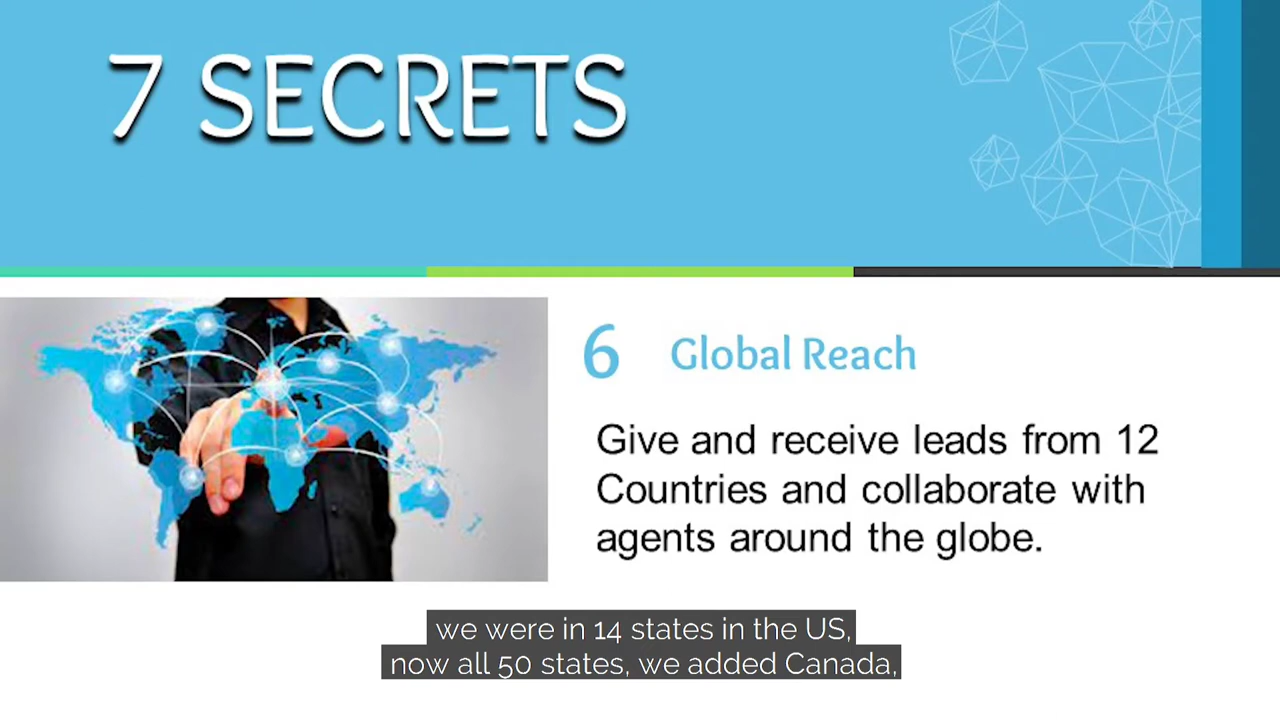 7 SECRETS
6 Global Reach
Give and receive leads from 12
Countries and collaborate with
agents around the globe.
we were in 14 states in the US,
now all 50 states, we added Canada,